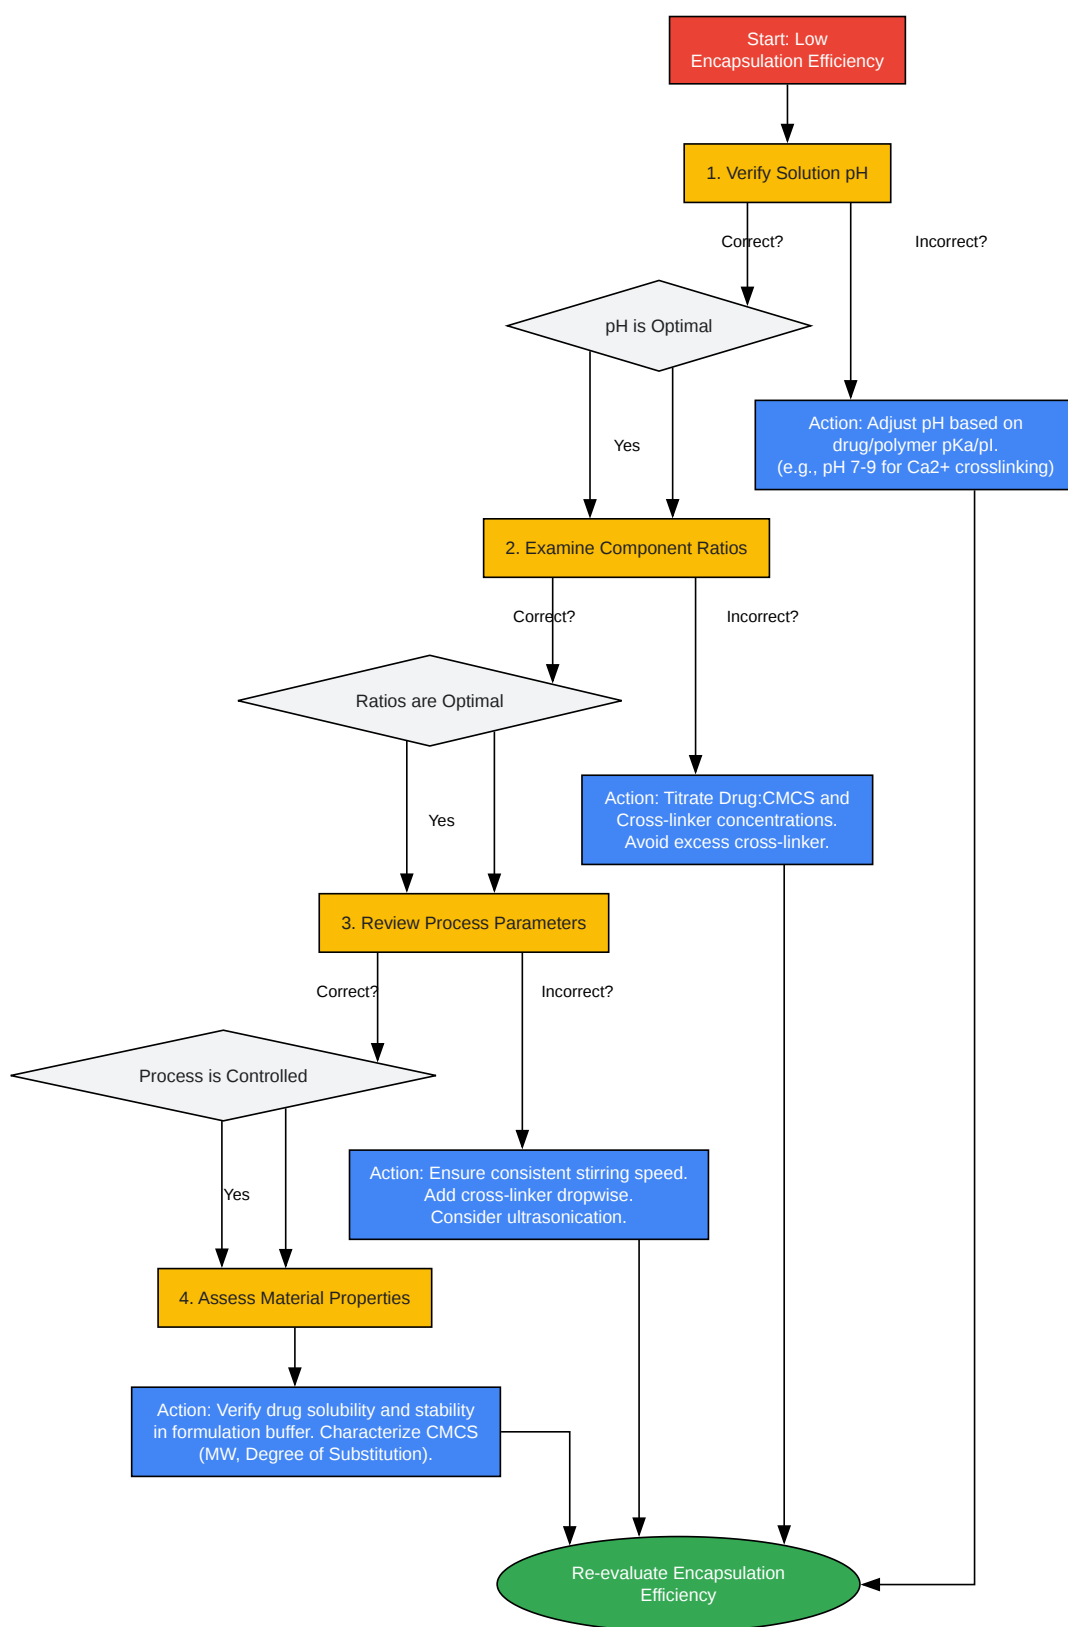 Start: Low
Encapsulation Efficiency
1. Verify Solution pH
Correct?
Incorrect?
pH is Optimal
Action: Adjust pH based on
drug/polymer pKa/pI.
(e.g., pH 7-9 for Ca2+ crosslinking)
Yes
2. Examine Component Ratios
Correct?
Incorrect?
Ratios are Optimal
Action: Titrate Drug:CMCS and
Cross-linker concentrations.
Avoid excess cross-linker.
Yes
3. Review Process Parameters
Correct?
Incorrect?
Process is Controlled
Action: Ensure consistent stirring speed.
Add cross-linker dropwise.
Consider ultrasonication.
Yes
4. Assess Material Properties
Action: Verify drug solubility and stability
in formulation buffer. Characterize CMCS
(MW, Degree of Substitution).
Re-evaluate Encapsulation
Efficiency